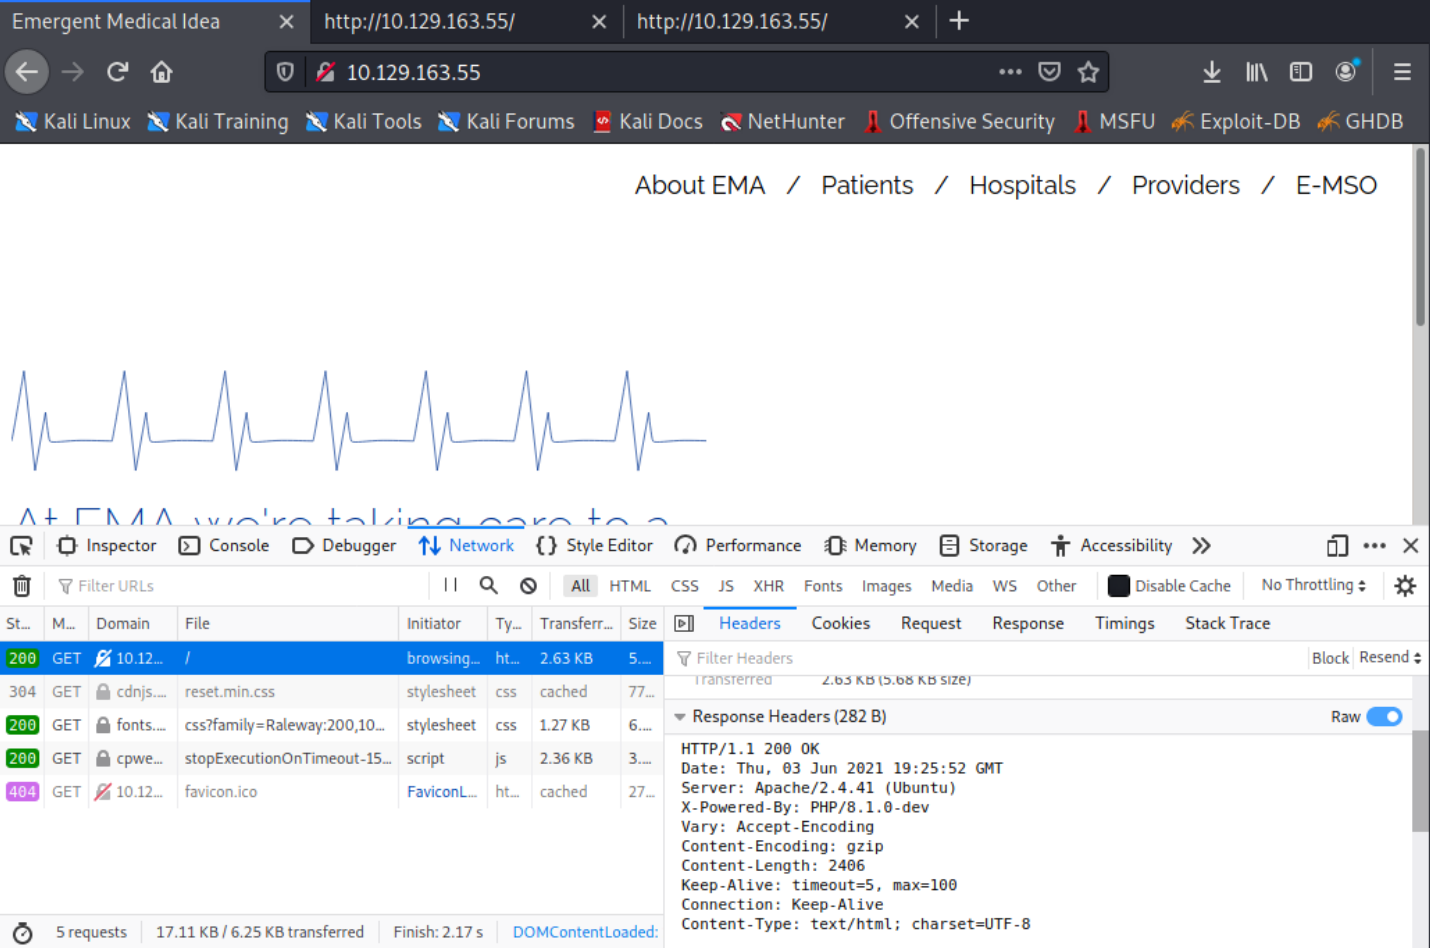 Emergent Medical Idea
http://10.129.163.55/
http://10.129.163.55/
10.129.163.55
Kali Linux Kali Training Kali Tools Kali Forums Kali Docs NetHunter Offensive Security MSFU Exploit-DB GHDB
About EMA / Patients / Hospitals / Providers / E-MSO
At EMA we're taking care to a
Inspector Console Debugger Network Style Editor Performance Memory Storage Accessibility
Filter URLs All HTML CSS JS XHR Fonts Images Media WS Other Disable Cache No Throttling
St... M... Domain File Initiator Ty... Transferr... Size
200 GET 10.12... / browsing... ht... 2.63 KB 5....
304 GET cdnjs.... reset.min.css stylesheet css cached 77...
200 GET fonts.... css?family=Raleway:200,10... stylesheet css 1.27 KB 6....
200 GET cpwe... stopExecutionOnTimeout-15... script js 2.36 KB 3....
404 GET 10.12... favicon.ico FaviconL... ht... cached 27...
5 requests 17.11 KB / 6.25 KB transferred Finish: 2.17 s DOMContentLoaded:
Headers Cookies Request Response Timings Stack Trace
Filter Headers Block Resend
Transferred 2.63 KB (5.68 KB size)
Response Headers (282 B) Raw
HTTP/1.1 200 OK
Date: Thu, 03 Jun 2021 19:25:52 GMT
Server: Apache/2.4.41 (Ubuntu)
X-Powered-By: PHP/8.1.0-dev
Vary: Accept-Encoding
Content-Encoding: gzip
Content-Length: 2406
Keep-Alive: timeout=5, max=100
Connection: Keep-Alive
Content-Type: text/html; charset=UTF-8